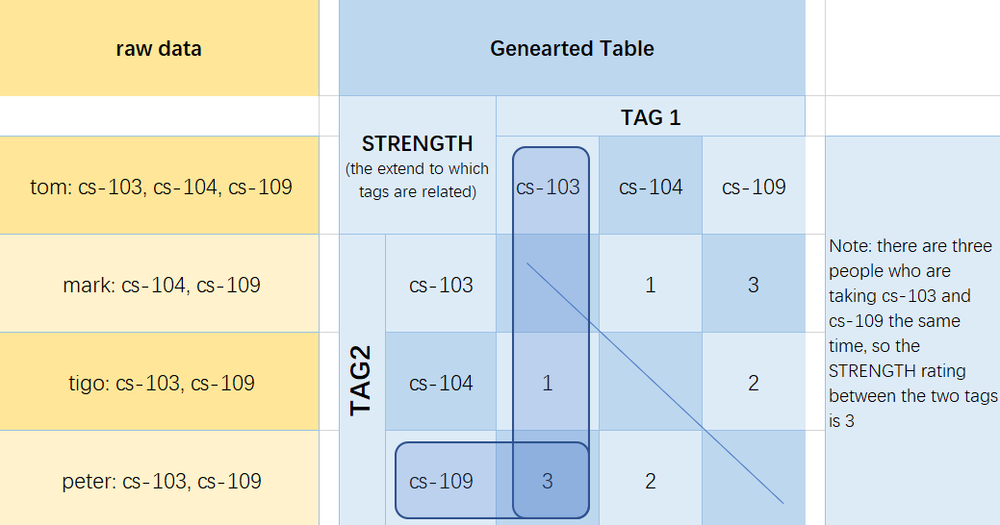 raw data
Genearted Table
TAG 1
STRENGTH
(the extend to which
tags are related)
cs-103
cs-104
cs-109
tom: cs-103, cs-104, cs-109
mark: cs-104, cs-109
cs-103
1
3
tigo: cs-103, cs-109
cs-104
1
2
peter: cs-103, cs-109
cs-109
3
2
TAG2
Note: there are three
people who are
taking cs-103 and
cs-109 the same
time, so the
STRENGTH rating
between the two tags
is 3